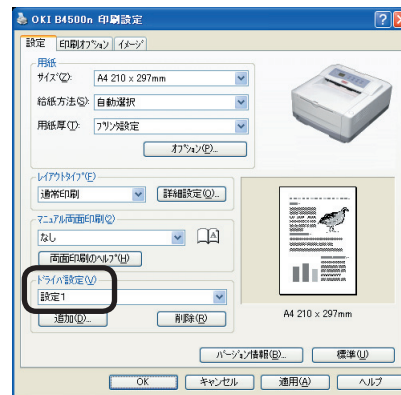 OKI B4500n 印刷設定
設定 印刷ｵﾌﾟｼｮﾝ ｲﾒｰｼﾞ
用紙
ｻｲｽﾞ(Z): A4 210 x 297mm
給紙方法(S): 自動選択
用紙厚(T): ﾌﾟﾘﾝﾀ設定
ｵﾌﾟｼｮﾝ(P)...
ﾚｲｱｳﾄﾀｲﾌﾟ(F)
通常印刷 詳細設定(O)...
ﾏﾆｭｱﾙ両面印刷(2)
なし
両面印刷のﾍﾙﾌﾟ(H)
ﾄﾞﾗｲﾊﾞ設定(V)
設定1
追加(D)... 削除(R)
A4 210 x 297mm
ﾊﾞｰｼﾞｮﾝ情報(B)... 標準(U)
OK ｷｬﾝｾﾙ 適用(A) ﾍﾙﾌﾟ